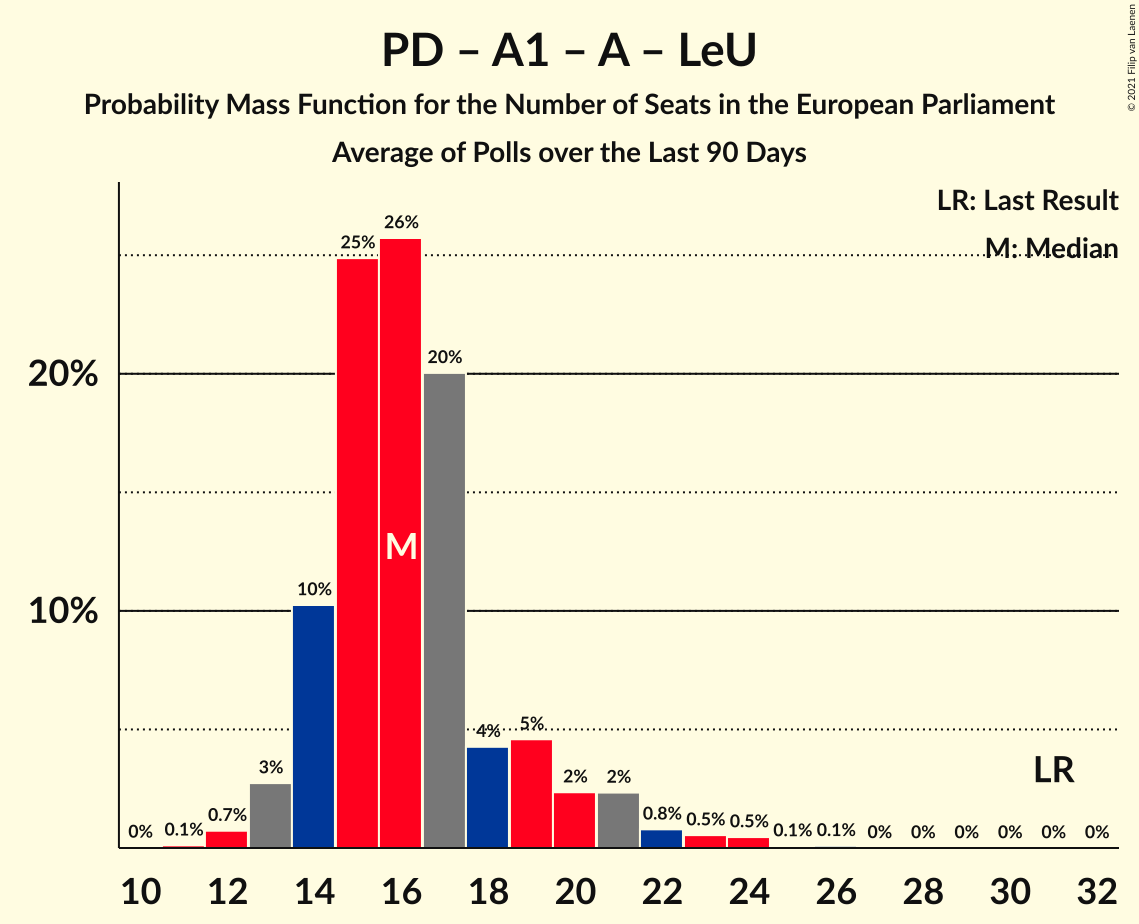 PD – A1 – A – LeU
Probability Mass Function for the Number of Seats in the European Parliament
Average of Polls over the Last 90 Days
© 2021 Filip van Laenen
LR: Last Result
M: Median
26%
25%
20%
20%
M
10%
10%
5%
4%
3%
2%
2%
LR
0%
0.1%
0.7%
0.8%
0.5%
0.5%
0.1%
0.1%
0%
0%
0%
0%
0%
0%
10 12 14 16 18 20 22 24 26 28 30 32